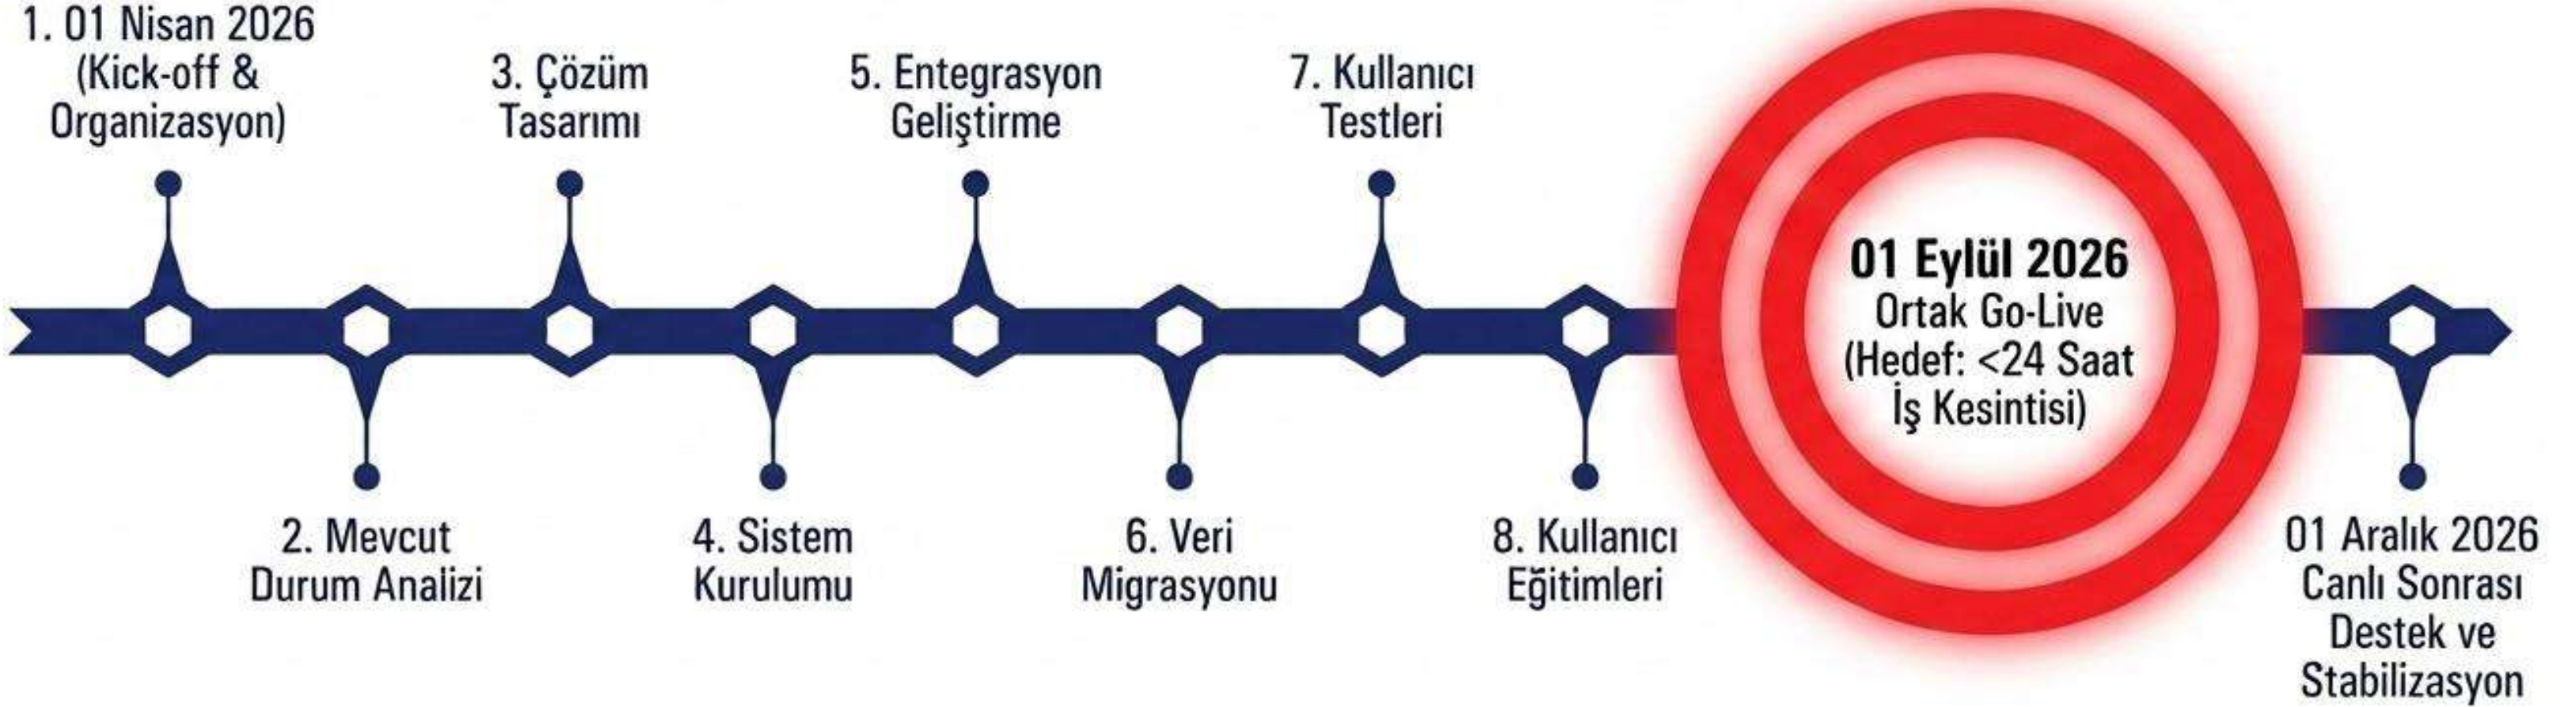 1. 01 Nisan 2026
(Kick-off &
Organizasyon)
2. Mevcut
Durum Analizi
3. Çözüm
Tasarımı
4. Sistem
Kurulumu
5. Entegrasyon
Geliştirme
6. Veri
Migrasyonu
7. Kullanıcı
Testleri
8. Kullanıcı
Eğitimleri
01 Eylül 2026
Ortak Go-Live
(Hedef: <24 Saat
İş Kesintisi)
01 Aralık 2026
Canlı Sonrası
Destek ve
Stabilizasyon